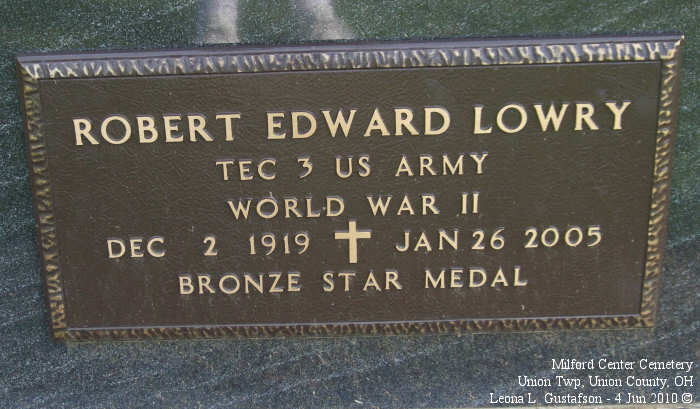 ROBERT EDWARD LOWRY
TEC 3 US ARMY
WORLD WAR II
DEC 2 1919 ✝ JAN 26 2005
BRONZE STAR MEDAL
Milford Center Cemetery
Union Twp, Union County, OH
Leona L. Gustafson - 4 Jun 2010 ©